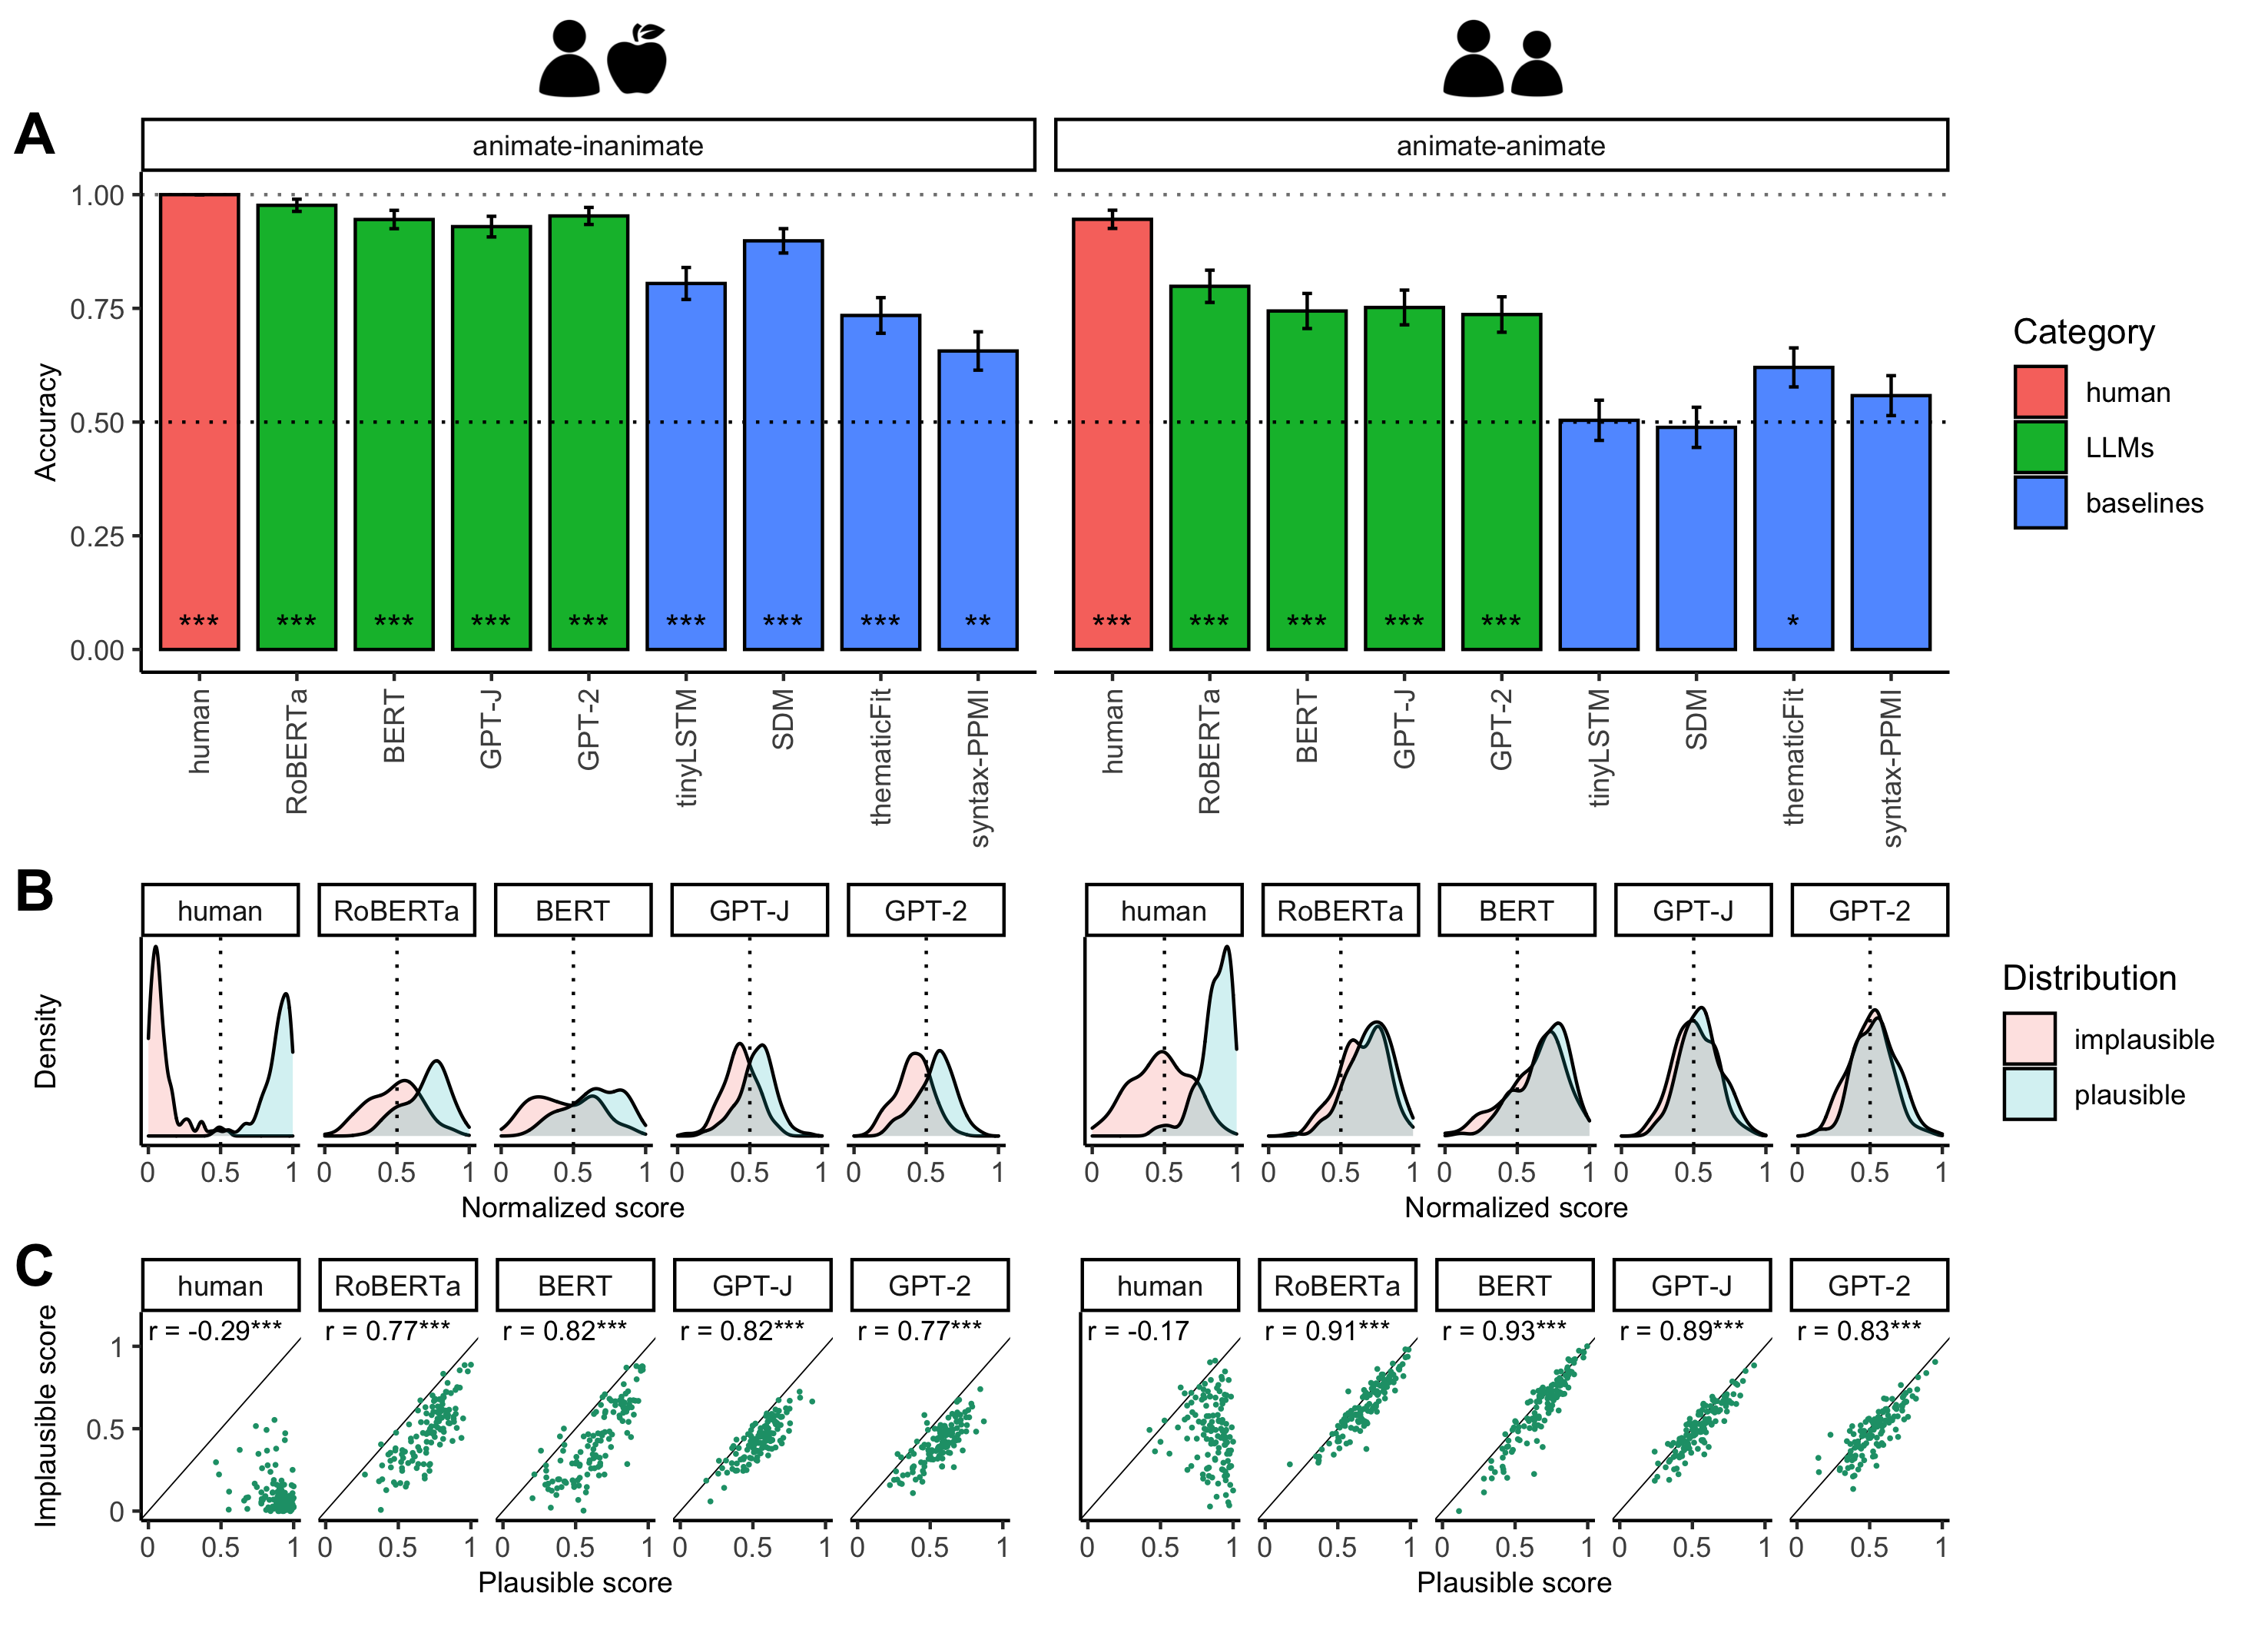 A
animate-inanimate
animate-animate
Accuracy
1.00
0.75
0.50
0.25
0.00
*** *** *** *** *** *** *** *** **
*** *** *** *** *** *
human RoBERTa BERT GPT-J GPT-2 tinyLSTM SDM thematicFit syntax-PPMI
human RoBERTa BERT GPT-J GPT-2 tinyLSTM SDM thematicFit syntax-PPMI
Category
human
LLMs
baselines
B
human RoBERTa BERT GPT-J GPT-2
human RoBERTa BERT GPT-J GPT-2
Density
0 0.5 1 0 0.5 1 0 0.5 1 0 0.5 1 0 0.5 1
0 0.5 1 0 0.5 1 0 0.5 1 0 0.5 1 0 0.5 1
Normalized score
Normalized score
Distribution
implausible
plausible
C
human RoBERTa BERT GPT-J GPT-2
human RoBERTa BERT GPT-J GPT-2
Implausible score
r = -0.29*** r = 0.77*** r = 0.82*** r = 0.82*** r = 0.77***
r = -0.17 r = 0.91*** r = 0.93*** r = 0.89*** r = 0.83***
1
0.5
0
0 0.5 1 0 0.5 1 0 0.5 1 0 0.5 1 0 0.5 1
0 0.5 1 0 0.5 1 0 0.5 1 0 0.5 1 0 0.5 1
Plausible score
Plausible score